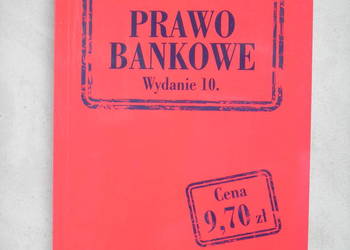 PRAWO
BANKOWE
Wydanie 10.
Cena
9,70 zł